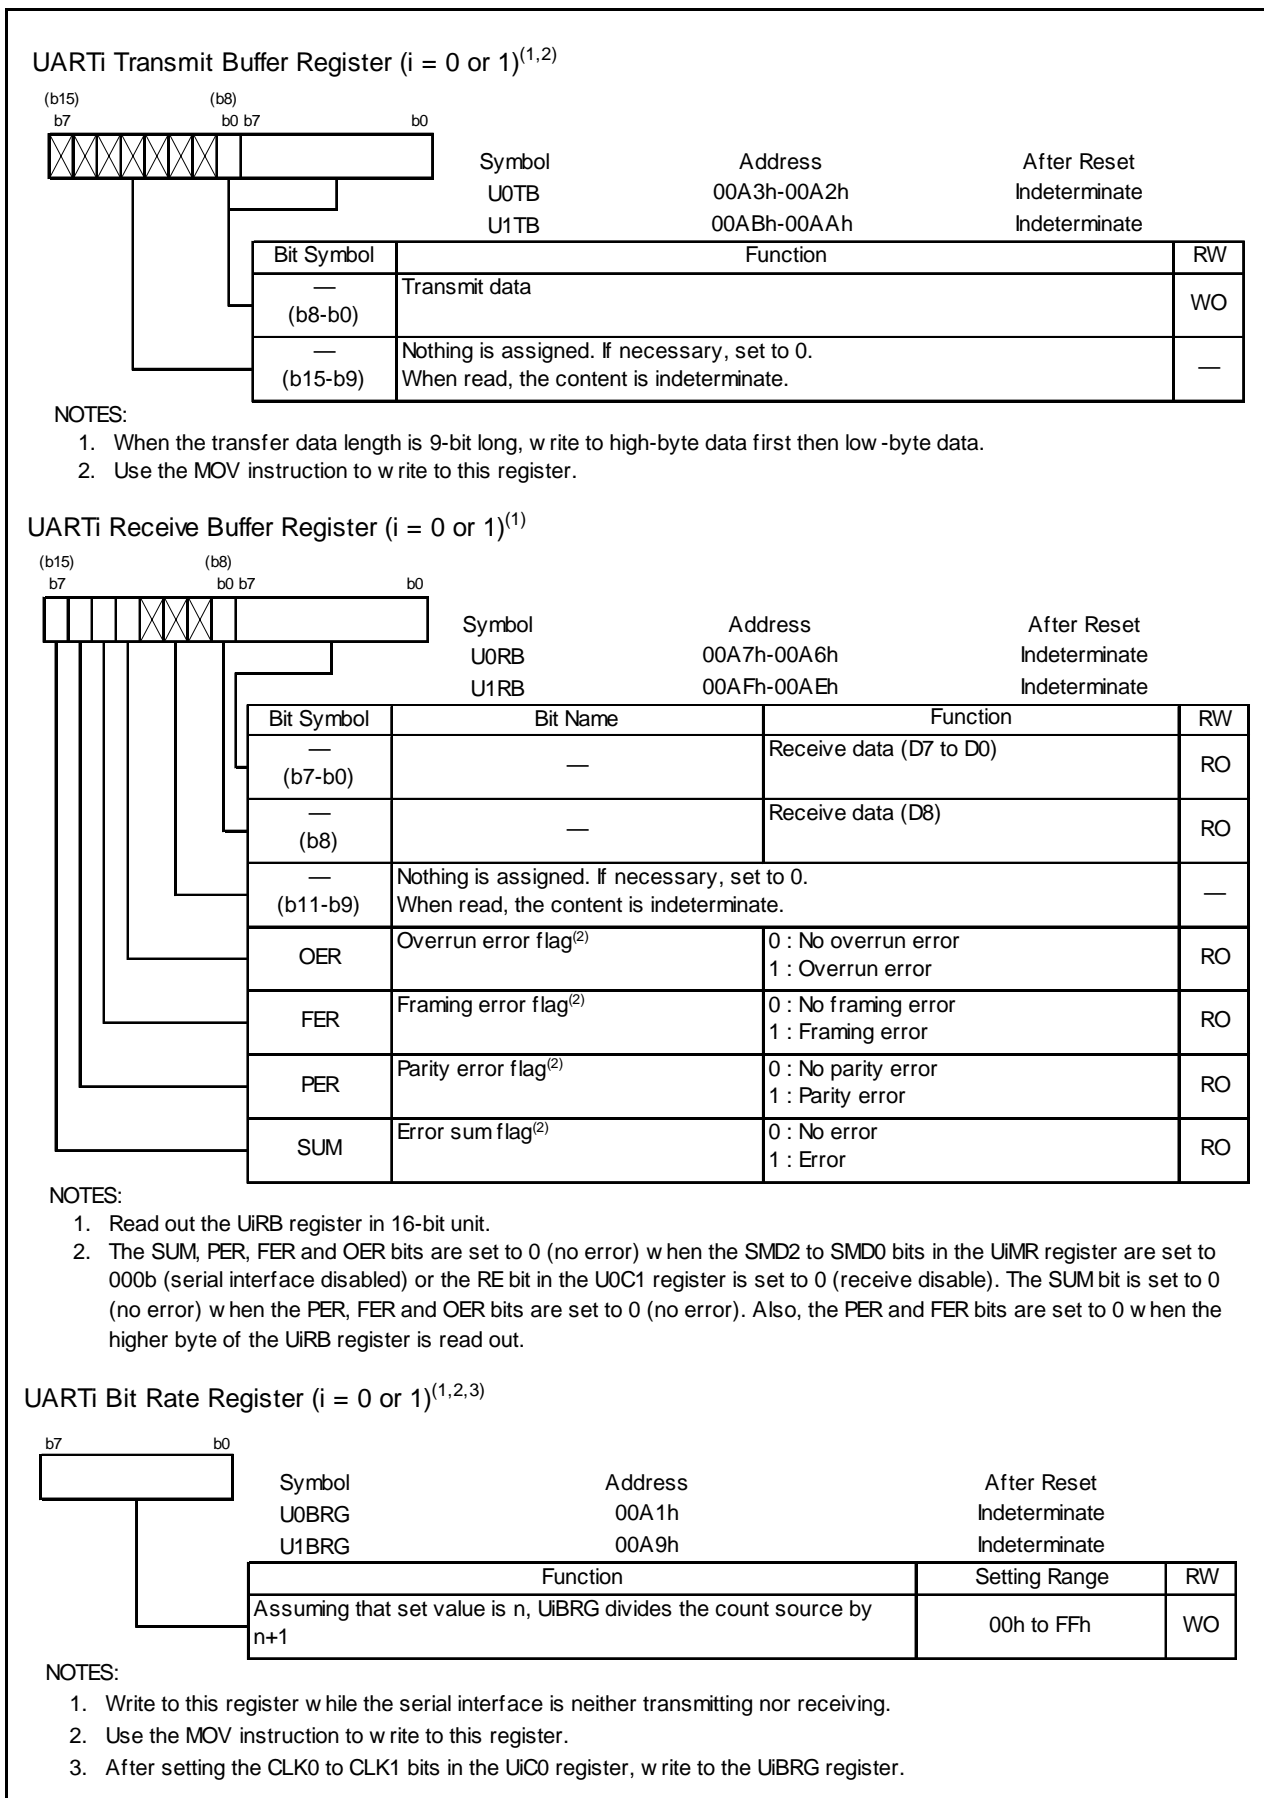 UARTi Transmit Buffer Register (i = 0 or 1)(1,2)
(b15) (b8)
b7 b0 b7 b0
Symbol Address After Reset
U0TB 00A3h-00A2h Indeterminate
U1TB 00ABh-00AAh Indeterminate
Bit Symbol Function RW
— Transmit data
(b8-b0) WO
— Nothing is assigned. If necessary, set to 0.
(b15-b9) When read, the content is indeterminate. —
NOTES:
1. When the transfer data length is 9-bit long, write to high-byte data first then low-byte data.
2. Use the MOV instruction to write to this register.
UARTi Receive Buffer Register (i = 0 or 1)(1)
(b15) (b8)
b7 b0 b7 b0
Symbol Address After Reset
U0RB 00A7h-00A6h Indeterminate
U1RB 00AFh-00AEh Indeterminate
Bit Symbol Bit Name Function RW
— — Receive data (D7 to D0)
(b7-b0) RO
— — Receive data (D8)
(b8) RO
— Nothing is assigned. If necessary, set to 0.
(b11-b9) When read, the content is indeterminate. —
OER Overrun error flag(2) 0 : No overrun error
1 : Overrun error RO
FER Framing error flag(2) 0 : No framing error
1 : Framing error RO
PER Parity error flag(2) 0 : No parity error
1 : Parity error RO
SUM Error sum flag(2) 0 : No error
1 : Error RO
NOTES:
1. Read out the UiRB register in 16-bit unit.
2. The SUM, PER, FER and OER bits are set to 0 (no error) when the SMD2 to SMD0 bits in the UiMR register are set to
000b (serial interface disabled) or the RE bit in the U0C1 register is set to 0 (receive disable). The SUM bit is set to 0
(no error) when the PER, FER and OER bits are set to 0 (no error). Also, the PER and FER bits are set to 0 when the
higher byte of the UiRB register is read out.
UARTi Bit Rate Register (i = 0 or 1)(1,2,3)
b7 b0
Symbol Address After Reset
U0BRG 00A1h Indeterminate
U1BRG 00A9h Indeterminate
Function Setting Range RW
Assuming that set value is n, UiBRG divides the count source by
n+1 00h to FFh WO
NOTES:
1. Write to this register while the serial interface is neither transmitting nor receiving.
2. Use the MOV instruction to write to this register.
3. After setting the CLK0 to CLK1 bits in the UiC0 register, write to the UiBRG register.